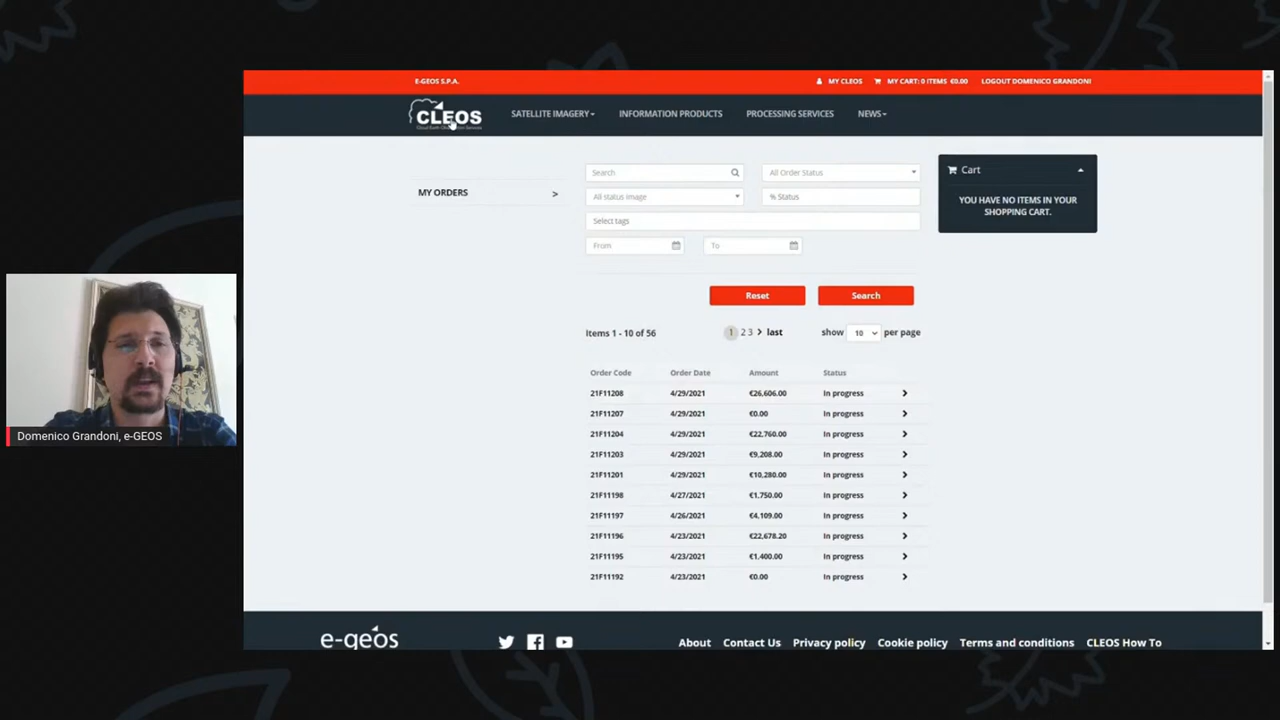 E-GEOS S.P.A. MY CLEOS MY CART: 0 ITEMS €0.00 LOGOUT DOMENICO GRANDONI
CLEOS SATELLITE IMAGERY INFORMATION PRODUCTS PROCESSING SERVICES NEWS
MY ORDERS >
Search All Order Status
All status image % Status
Select tags
From To
Reset Search
Cart
YOU HAVE NO ITEMS IN YOUR
SHOPPING CART.
Items 1 - 10 of 56 1 2 3 > last show 10 per page
Order Code Order Date Amount Status
21F11208 4/29/2021 €26,606.00 In progress
21F11207 4/29/2021 €0.00 In progress
21F11204 4/29/2021 €22,760.00 In progress
21F11203 4/29/2021 €9,208.00 In progress
21F11201 4/29/2021 €10,280.00 In progress
21F11198 4/27/2021 €1,750.00 In progress
21F11197 4/26/2021 €4,109.00 In progress
21F11196 4/23/2021 €22,678.20 In progress
21F11195 4/23/2021 €1,400.00 In progress
21F11192 4/23/2021 €0.00 In progress
Domenico Grandoni, e-GEOS
e-geos About Contact Us Privacy policy Cookie policy Terms and conditions CLEOS How To